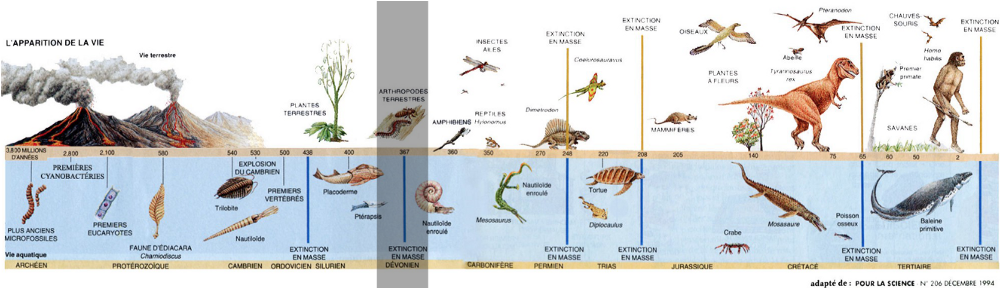 L'APPARITION DE LA VIE
Vie terrestre
PLANTES
TERRESTRES
ARTHROPODES
TERRESTRES
AMPHIBIENS
INSECTES
AILES
REPTILES
Hylonomus
EXTINCTION
EN MASSE
Coelurosauravus
Dimetrodon
EXTINCTION
EN MASSE
MAMMIFERES
OISEAUX
PLANTES
A FLEURS
Pteranodon
Abeille
Tyrannosaurus
rex
EXTINCTION
EN MASSE
CHAUVES-
SOURIS
Premier
primate
Homo
habilis
SAVANES
EXTINCTION
EN MASSE
3,800 MILLIONS
D'ANNÉES
2,800
2,100
580
540
530
500
438
400
367
360
350
270
248
220
208
205
140
75
65
60
50
2
PREMIÈRES
CYANOBACTÉRIES
PLUS ANCIENS
MICROFOSSILES
PREMIERS
EUCARYOTES
FAUNE D'ÉDIACARA
Charniodiscus
EXPLOSION
DU CAMBRIEN
Trilobite
Nautiloïde
PREMIERS
VERTÉBRÉS
Placoderme
Ptérapsis
EXTINCTION
EN MASSE
EXTINCTION
EN MASSE
Nautiloïde
enroulé
Mesosaurus
Nautiloïde
enroulé
Tortue
Diplocaulus
EXTINCTION
EN MASSE
EXTINCTION
EN MASSE
Crabe
Mosasaure
Poisson
osseux
EXTINCTION
EN MASSE
Baleine
primitive
EXTINCTION
EN MASSE
Vie aquatique
ARCHÉEN
PROTÉROZOÏQUE
CAMBRIEN
ORDOVICIEN
SILURIEN
DÉVONIEN
CARBONIFÈRE
PERMIEN
TRIAS
JURASSIQUE
CRÉTACÉ
TERTIAIRE
adapté de : POUR LA SCIENCE - N° 206 DÉCEMBRE 1994